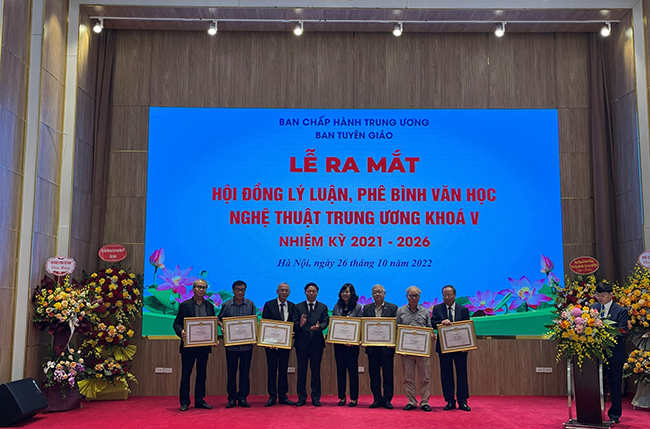 BAN CHẤP HÀNH TRUNG ƯƠNG
BAN TUYÊN GIÁO
LỄ RA MẮT
HỘI ĐỒNG LÝ LUẬN, PHÊ BÌNH VĂN HỌC
NGHỆ THUẬT TRUNG ƯƠNG KHOÁ V
NHIỆM KỲ 2021 - 2026
Hà Nội, ngày 26 tháng 10 năm 2022